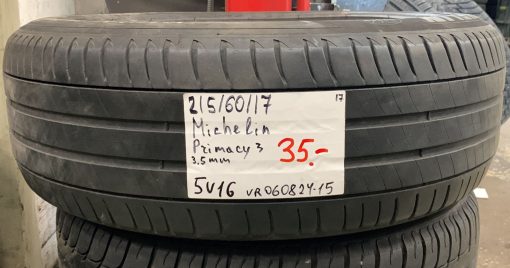 17
215/60/17
Michelin
Primacy 3
3.5mm
35.-
5V16 VR060824-15